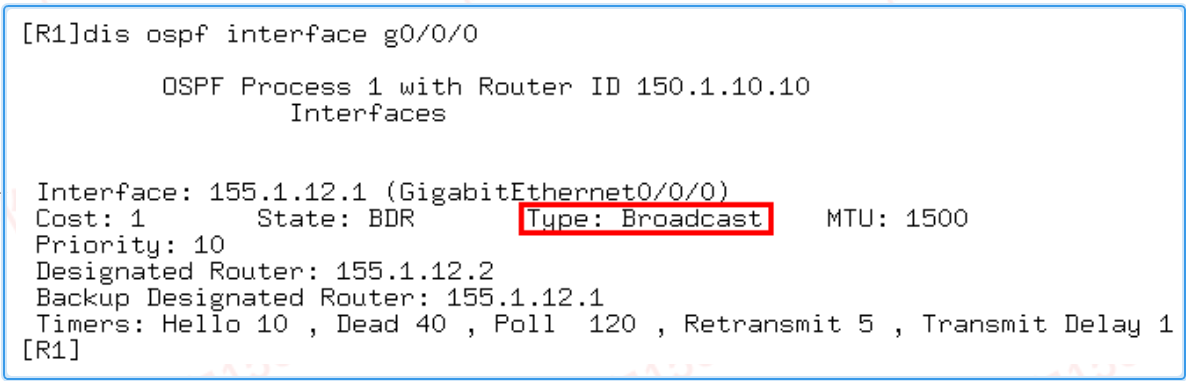 [R1]dis ospf interface g0/0/0
OSPF Process 1 with Router ID 150.1.10.10
Interfaces
Interface: 155.1.12.1 (GigabitEthernet0/0/0)
Cost: 1 State: BDR Type: Broadcast MTU: 1500
Priority: 10
Designated Router: 155.1.12.2
Backup Designated Router: 155.1.12.1
Timers: Hello 10 , Dead 40 , Poll 120 , Retransmit 5 , Transmit Delay 1
[R1]